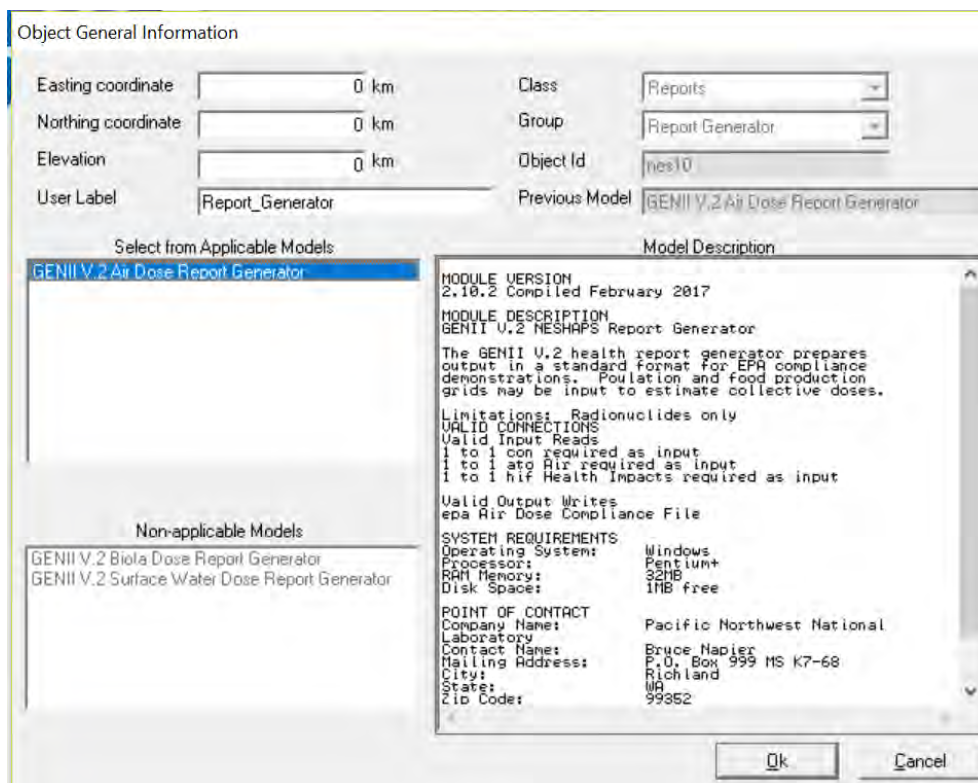 Object General Information
Easting coordinate 0 km
Northing coordinate 0 km
Elevation 0 km
User Label Report_Generator
Class Reports
Group Report Generator
Object Id nes10
Previous Model GENII V.2 Air Dose Report Generator
Select from Applicable Models
GENII V.2 Air Dose Report Generator
Non-applicable Models
GENII V.2 Biota Dose Report Generator
GENII V.2 Surface Water Dose Report Generator
Model Description
MODULE VERSION
2.10.2 Compiled February 2017
MODULE DESCRIPTION
GENII V.2 NESHAPS Report Generator
The GENII V.2 health report generator prepares
output in a standard format for EPA compliance
demonstrations.  Poulation and food production
grids may be input to estimate collective doses.
Limitations:  Radionuclides only
VALID CONNECTIONS
Valid Input Reads
1 to 1 con required as input
1 to 1 ato Air required as input
1 to 1 hif Health Impacts required as input
Valid Output Writes
epa Air Dose Compliance File
SYSTEM REQUIREMENTS
Operating System: Windows
Processor: Pentium+
RAM Memory: 32MB
Disk Space: 1MB free
POINT OF CONTACT
Company Name: Pacific Northwest National
Laboratory
Contact Name: Bruce Napier
Mailing Address: P.O. Box 999 MS K7-68
City: Richland
State: WA
Zip Code: 99352
Ok
Cancel